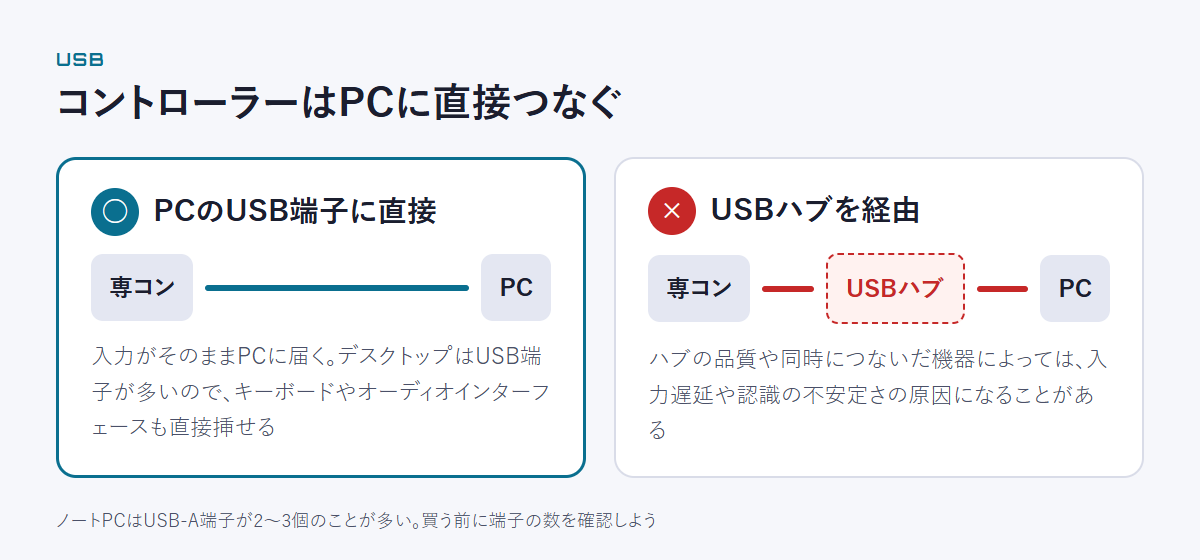 USB
コントローラーはPCに直接つなぐ
○ PCのUSB端子に直接
専コン PC
入力がそのままPCに届く。デスクトップはUSB端
子が多いので、キーボードやオーディオインターフ
ェースも直接挿せる
× USBハブを経由
専コン USBハブ PC
ハブの品質や同時につないだ機器によっては、入
力遅延や認識の不安定さの原因になることがあ
る
ノートPCはUSB-A端子が2〜3個のことが多い。買う前に端子の数を確認しよう